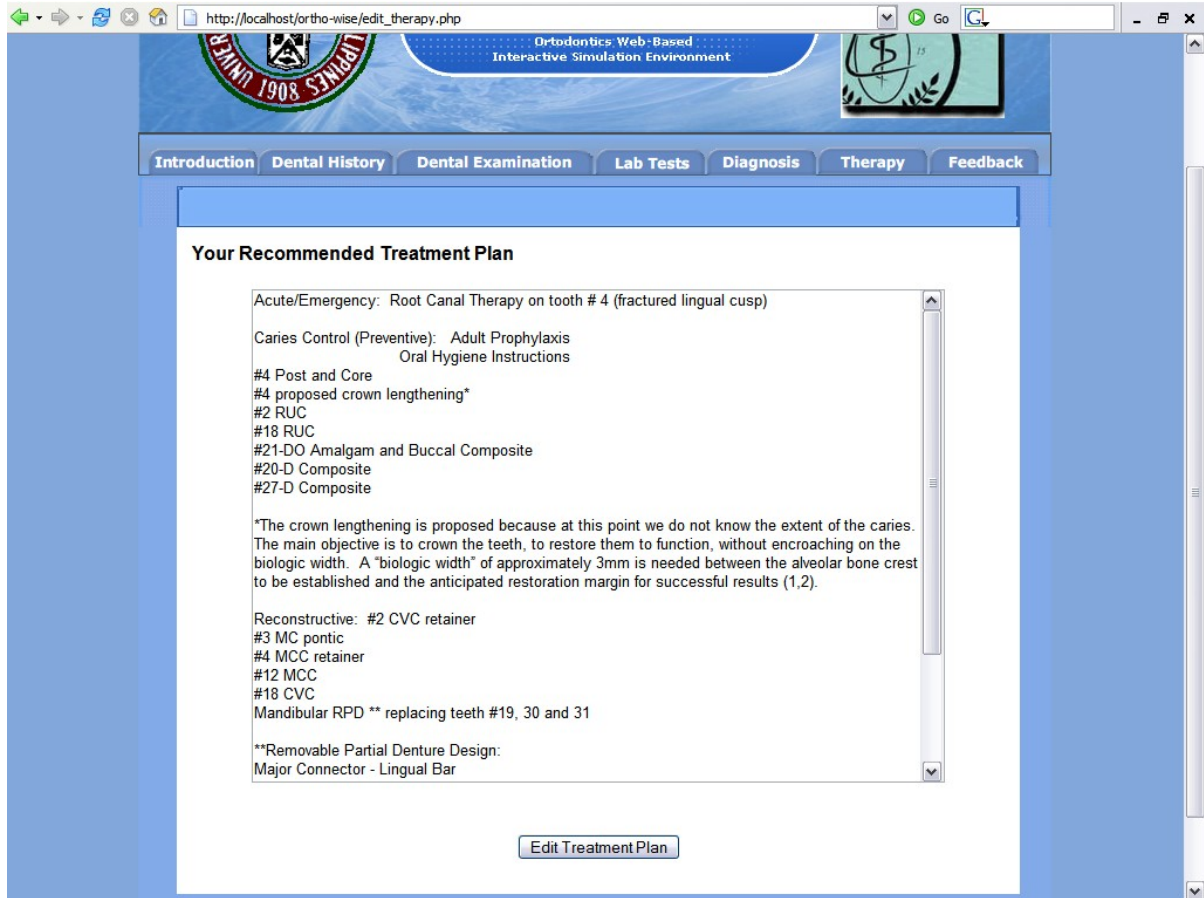 http://localhost/ortho-wise/edit_therapy.php
Go
Ortodontics Web-Based
Interactive Simulation Environment
1908
15
Introduction Dental History Dental Examination Lab Tests Diagnosis Therapy Feedback
Your Recommended Treatment Plan
Acute/Emergency: Root Canal Therapy on tooth # 4 (fractured lingual cusp)
Caries Control (Preventive): Adult Prophylaxis
Oral Hygiene Instructions
#4 Post and Core
#4 proposed crown lengthening*
#2 RUC
#18 RUC
#21-DO Amalgam and Buccal Composite
#20-D Composite
#27-D Composite
*The crown lengthening is proposed because at this point we do not know the extent of the caries.
The main objective is to crown the teeth, to restore them to function, without encroaching on the
biologic width. A “biologic width” of approximately 3mm is needed between the alveolar bone crest
to be established and the anticipated restoration margin for successful results (1,2).
Reconstructive: #2 CVC retainer
#3 MC pontic
#4 MCC retainer
#12 MCC
#18 CVC
Mandibular RPD ** replacing teeth #19, 30 and 31
**Removable Partial Denture Design:
Major Connector - Lingual Bar
Edit Treatment Plan